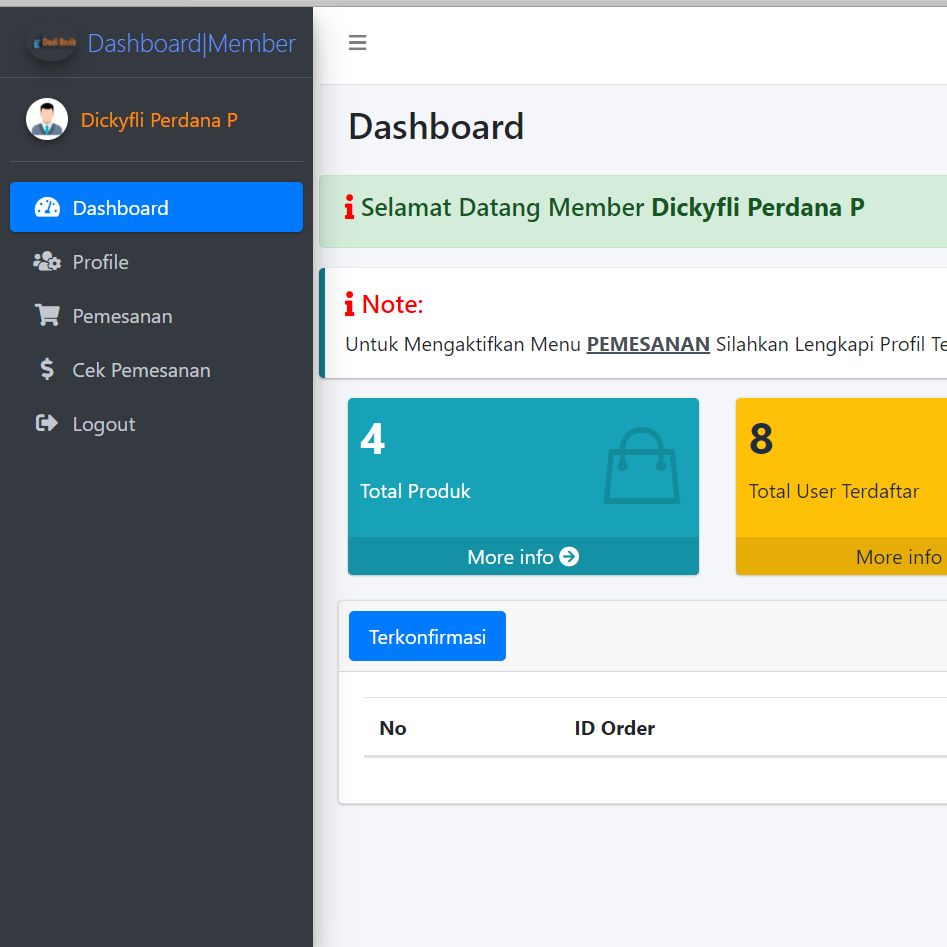 Dashboard|Member
Dickyfli Perdana P
Dashboard
Profile
Pemesanan
Cek Pemesanan
Logout
Dashboard
Selamat Datang Member Dickyfli Perdana P
Note:
Untuk Mengaktifkan Menu PEMESANAN Silahkan Lengkapi Profil
4
Total Produk
More info
8
Total User Terdaftar
More info
Terkonfirmasi
No ID Order